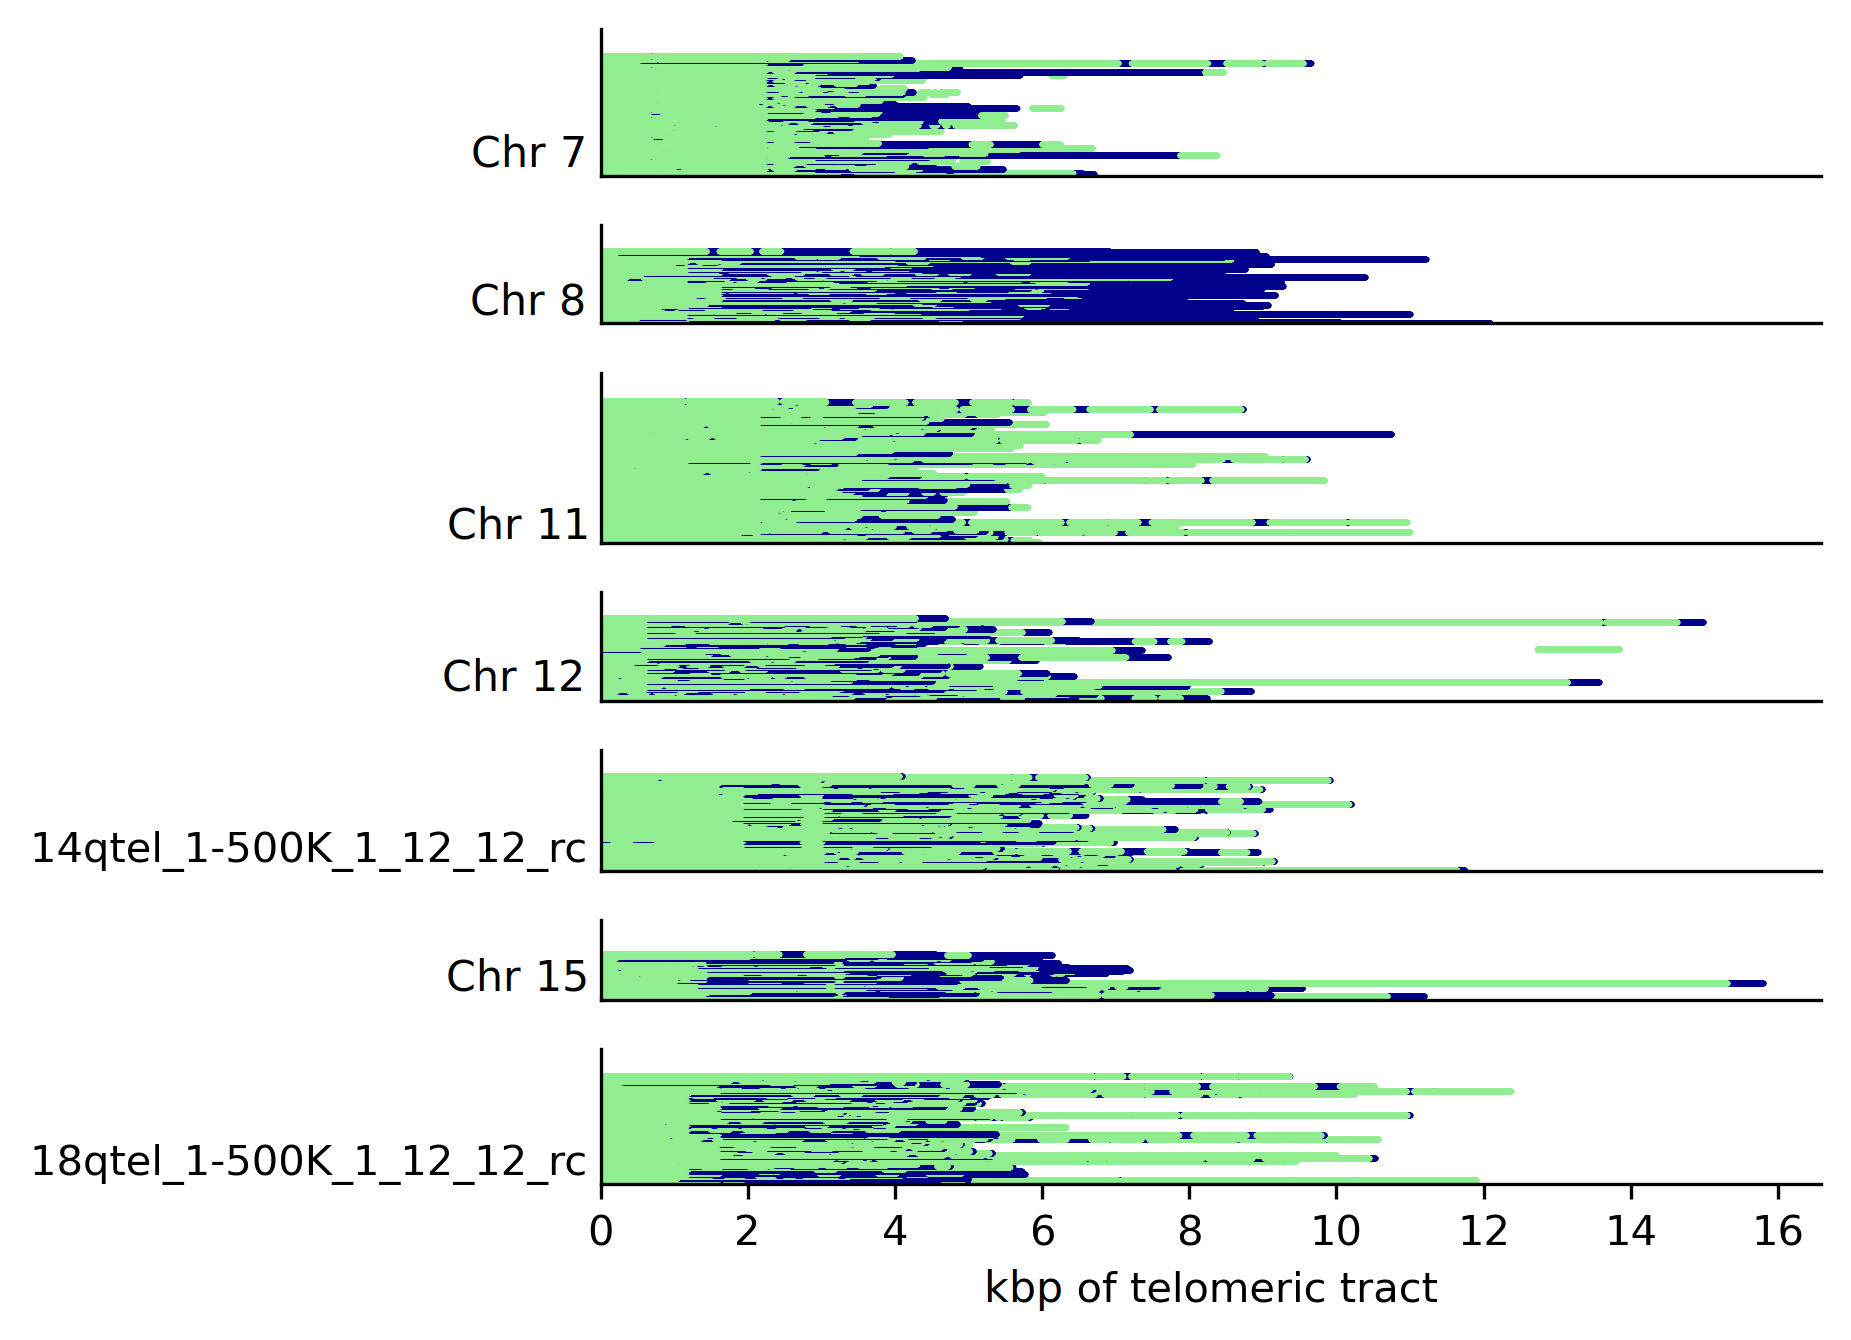 Chr 7
Chr 8
Chr 11
Chr 12
14qtel_1-500K_1_12_12_rc
Chr 15
18qtel_1-500K_1_12_12_rc
0 2 4 6 8 10 12 14 16
kbp of telomeric tract